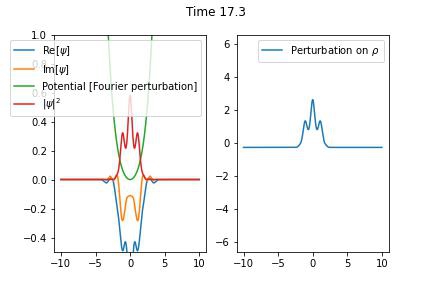 Time 17.3
Re[ψ]
Im[ψ]
Potential [Fourier perturbation]
|ψ|²
1.0
0.8
0.6
0.4
0.2
0.0
−0.2
−0.4
−10 −5 0 5 10
Perturbation on ρ
6
4
2
0
−2
−4
−6
−10 −5 0 5 10